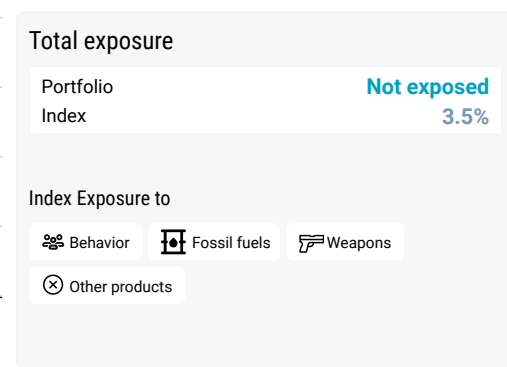 Total exposure
Portfolio Not exposed
Index 3.5%
Index Exposure to
Behavior Fossil fuels Weapons
Other products